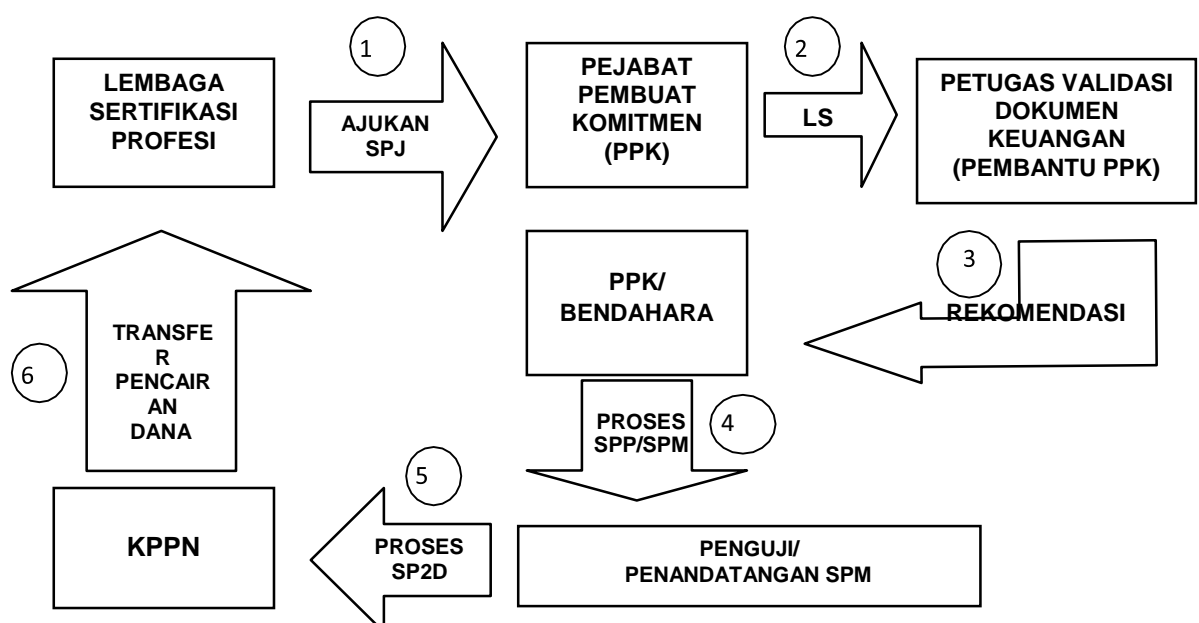 LEMBAGA
SERTIFIKASI
PROFESI
1
AJUKAN
SPJ
PEJABAT
PEMBUAT
KOMITMEN
(PPK)
2
LS
PETUGAS VALIDASI
DOKUMEN
KEUANGAN
(PEMBANTU PPK)
3
REKOMENDASI
PPK/
BENDAHARA
4
PROSES
SPP/SPM
PENGUJI/
PENANDATANGAN SPM
5
PROSES
SP2D
KPPN
6
TRANSFE
R
PENCAIR
AN
DANA